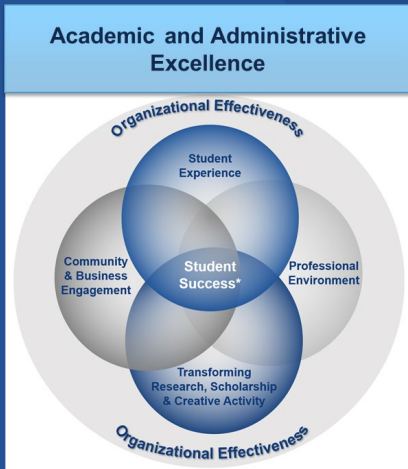 Academic and Administrative
Excellence
Organizational Effectiveness
Student
Experience
Community
& Business
Engagement
Student
Success*
Professional
Environment
Transforming
Research, Scholarship
& Creative Activity
Organizational Effectiveness